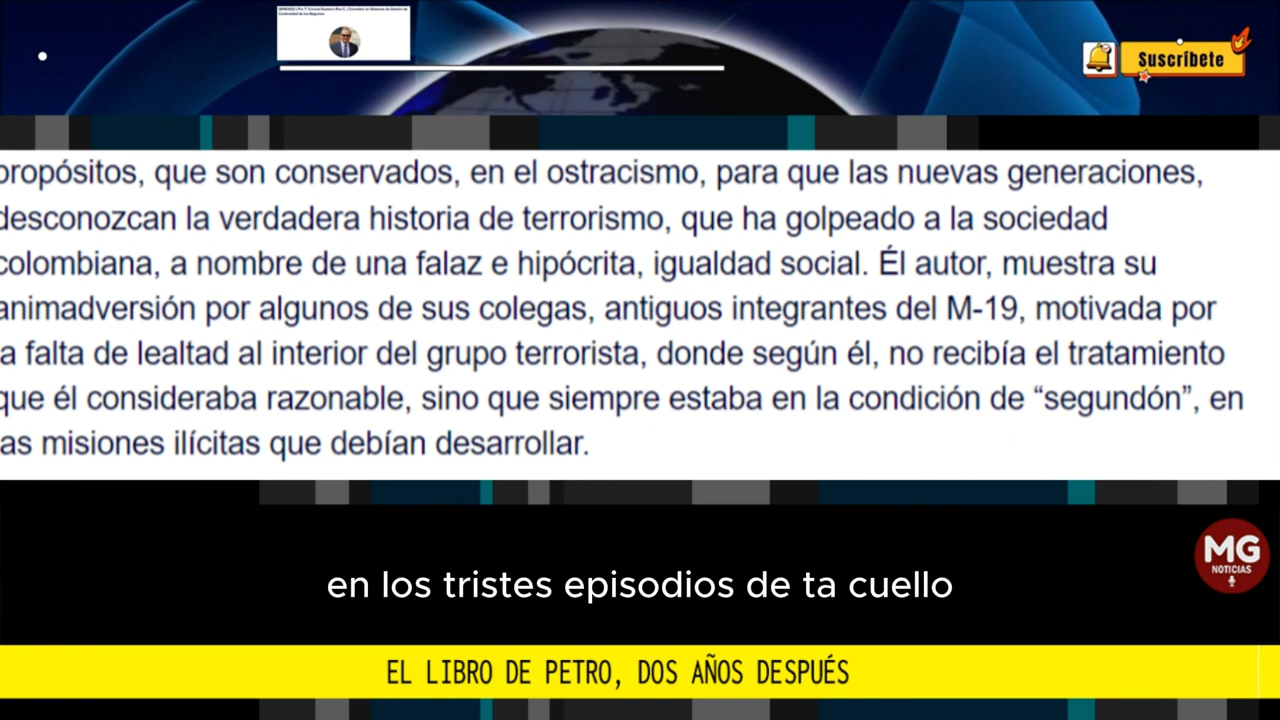 Suscríbete
propósitos, que son conservados, en el ostracismo, para que las nuevas generaciones,
desconozcan la verdadera historia de terrorismo, que ha golpeado a la sociedad
colombiana, a nombre de una falaz e hipócrita, igualdad social. Él autor, muestra su
animadversión por algunos de sus colegas, antiguos integrantes del M-19, motivada por
la falta de lealtad al interior del grupo terrorista, donde según él, no recibía el tratamiento
que él consideraba razonable, sino que siempre estaba en la condición de “segundón”, en
las misiones ilícitas que debían desarrollar.
MG
NOTICIAS
en los tristes episodios de ta cuello
EL LIBRO DE PETRO, DOS AÑOS DESPUÉS